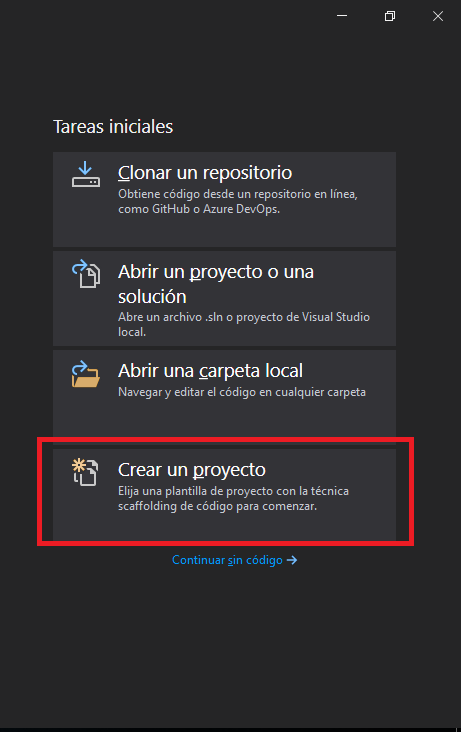 Tareas iniciales
Clonar un repositorio
Obtiene código desde un repositorio en línea,
como GitHub o Azure DevOps.
Abrir un proyecto o una
solución
Abre un archivo .sln o proyecto de Visual Studio
local.
Abrir una carpeta local
Navegar y editar el código en cualquier carpeta
Crear un proyecto
Elija una plantilla de proyecto con la técnica
scaffolding de código para comenzar.
Continuar sin código →